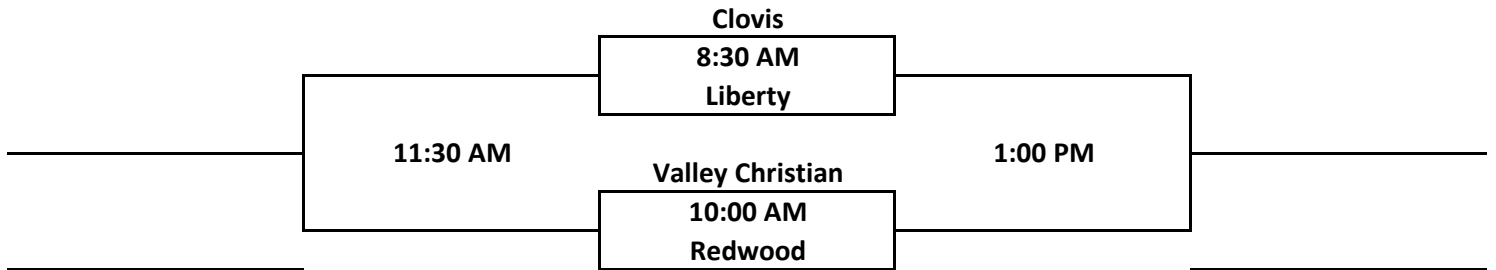 Clovis
8:30 AM
Liberty
11:30 AM
1:00 PM
Valley Christian
10:00 AM
Redwood